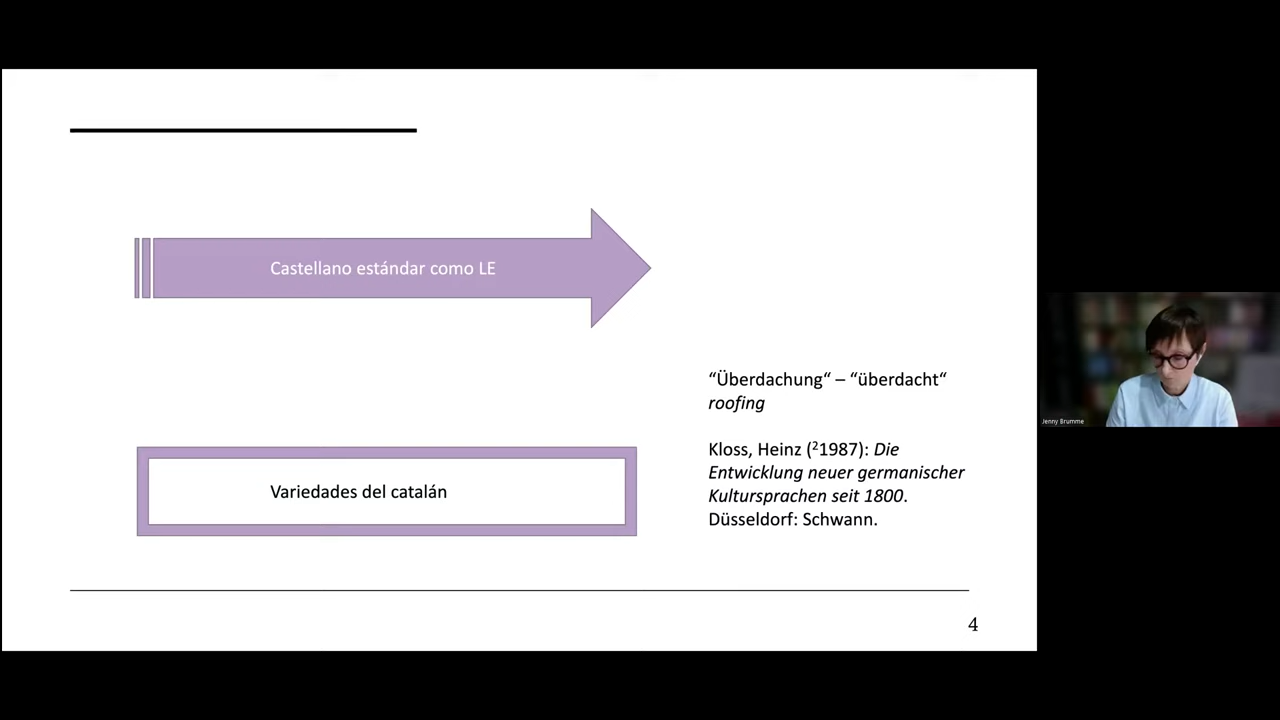 Castellano estándar como LE
“Überdachung“ – “überdacht“
roofing
Kloss, Heinz (²1987): Die
Entwicklung neuer germanischer
Kultursprachen seit 1800.
Düsseldorf: Schwann.
Variedades del catalán
4
Jenny Brumme